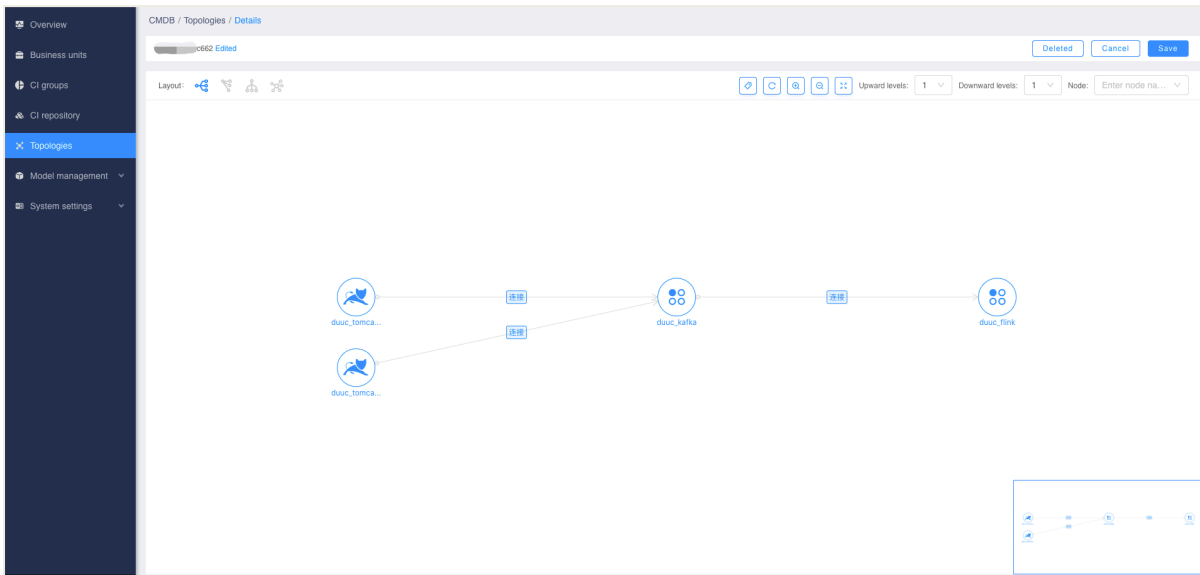 Overview
Business units
CI groups
CI repository
Topologies
Model management
System settings
CMDB / Topologies / Details
c662 Edited
Deleted
Cancel
Save
Layout:
Upward levels: 1
Downward levels: 1
Node: Enter node na...
连接
duuc_tomca...
duuc_kafka
连接
duuc_flink
连接
duuc_tomca...